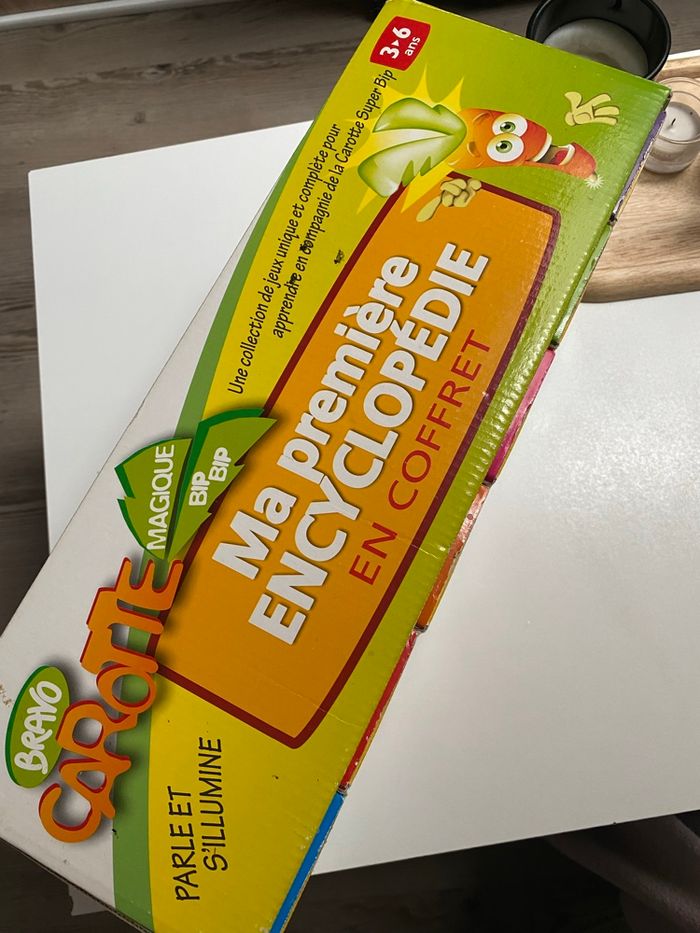 3▸6
ans
Une collection de jeux unique et complète pour
apprendre en compagnie de la Carotte Super Bip
Ma première
ENCYCLOPÉDIE
EN COFFRET
BRAVO
CAROTTE
MAGIQUE
BIP BIP
PARLE ET
S'ILLUMINE